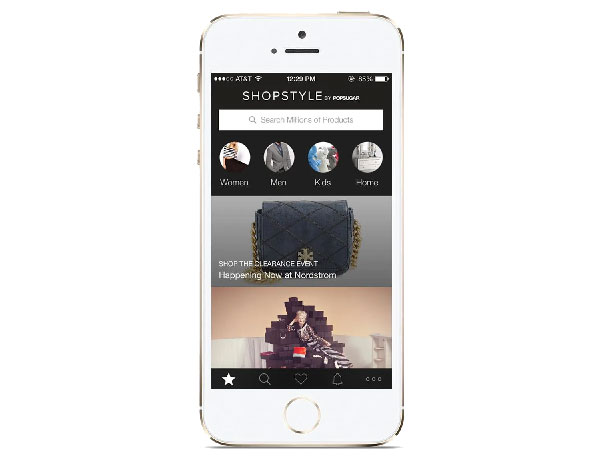 ●●●○○ AT&T 12:29 PM 85%
SHOPSTYLE BY POPSUGAR
Search Millions of Products
Women Men Kids Home
SHOP THE CLEARANCE EVENT
Happening Now at Nordstrom